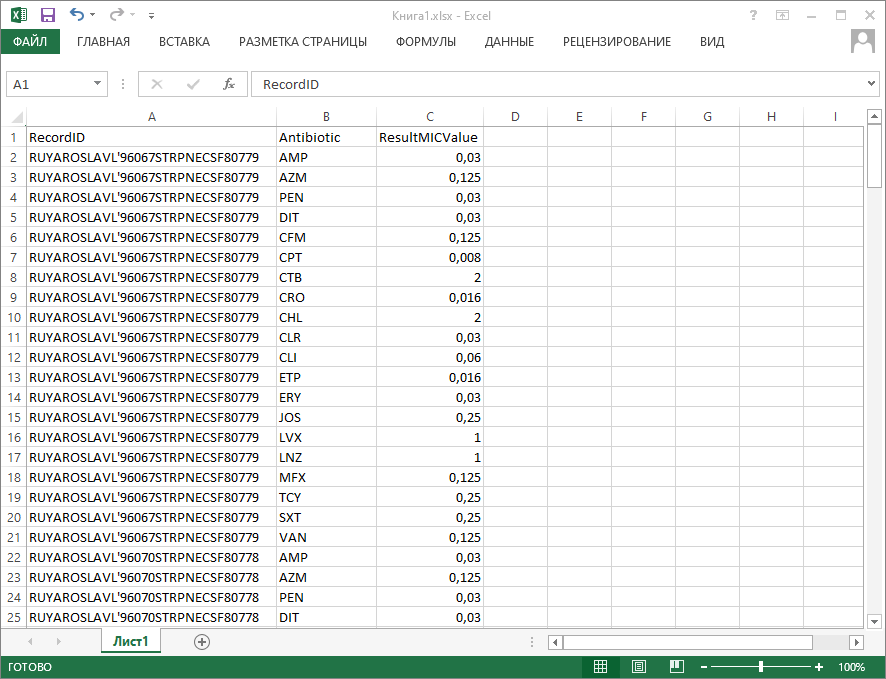 Книга1.xlsx - Excel
ФАЙЛ ГЛАВНАЯ ВСТАВКА РАЗМЕТКА СТРАНИЦЫ ФОРМУЛЫ ДАННЫЕ РЕЦЕНЗИРОВАНИЕ ВИД
A1 fx RecordID
A B C D E F G H I
1 RecordID Antibiotic ResultMICValue
2 RUYAROSLAVL'96067STRPNECSF80779 AMP 0,03
3 RUYAROSLAVL'96067STRPNECSF80779 AZM 0,125
4 RUYAROSLAVL'96067STRPNECSF80779 PEN 0,03
5 RUYAROSLAVL'96067STRPNECSF80779 DIT 0,03
6 RUYAROSLAVL'96067STRPNECSF80779 CFM 0,125
7 RUYAROSLAVL'96067STRPNECSF80779 CPT 0,008
8 RUYAROSLAVL'96067STRPNECSF80779 CTB 2
9 RUYAROSLAVL'96067STRPNECSF80779 CRO 0,016
10 RUYAROSLAVL'96067STRPNECSF80779 CHL 2
11 RUYAROSLAVL'96067STRPNECSF80779 CLR 0,03
12 RUYAROSLAVL'96067STRPNECSF80779 CLI 0,06
13 RUYAROSLAVL'96067STRPNECSF80779 ETP 0,016
14 RUYAROSLAVL'96067STRPNECSF80779 ERY 0,03
15 RUYAROSLAVL'96067STRPNECSF80779 JOS 0,25
16 RUYAROSLAVL'96067STRPNECSF80779 LVX 1
17 RUYAROSLAVL'96067STRPNECSF80779 LNZ 1
18 RUYAROSLAVL'96067STRPNECSF80779 MFX 0,125
19 RUYAROSLAVL'96067STRPNECSF80779 TCY 0,25
20 RUYAROSLAVL'96067STRPNECSF80779 SXT 0,25
21 RUYAROSLAVL'96067STRPNECSF80779 VAN 0,125
22 RUYAROSLAVL'96070STRPNECSF80778 AMP 0,03
23 RUYAROSLAVL'96070STRPNECSF80778 AZM 0,125
24 RUYAROSLAVL'96070STRPNECSF80778 PEN 0,03
25 RUYAROSLAVL'96070STRPNECSF80778 DIT 0,03
Лист1
ГОТОВО 100%